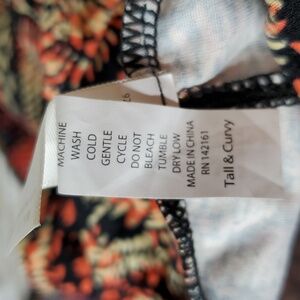 MACHINE
WASH
COLD
GENTLE
CYCLE
DO NOT
BLEACH
TUMBLE
DRY LOW
MADE IN CHINA
RN 142161
Tall & Curvy